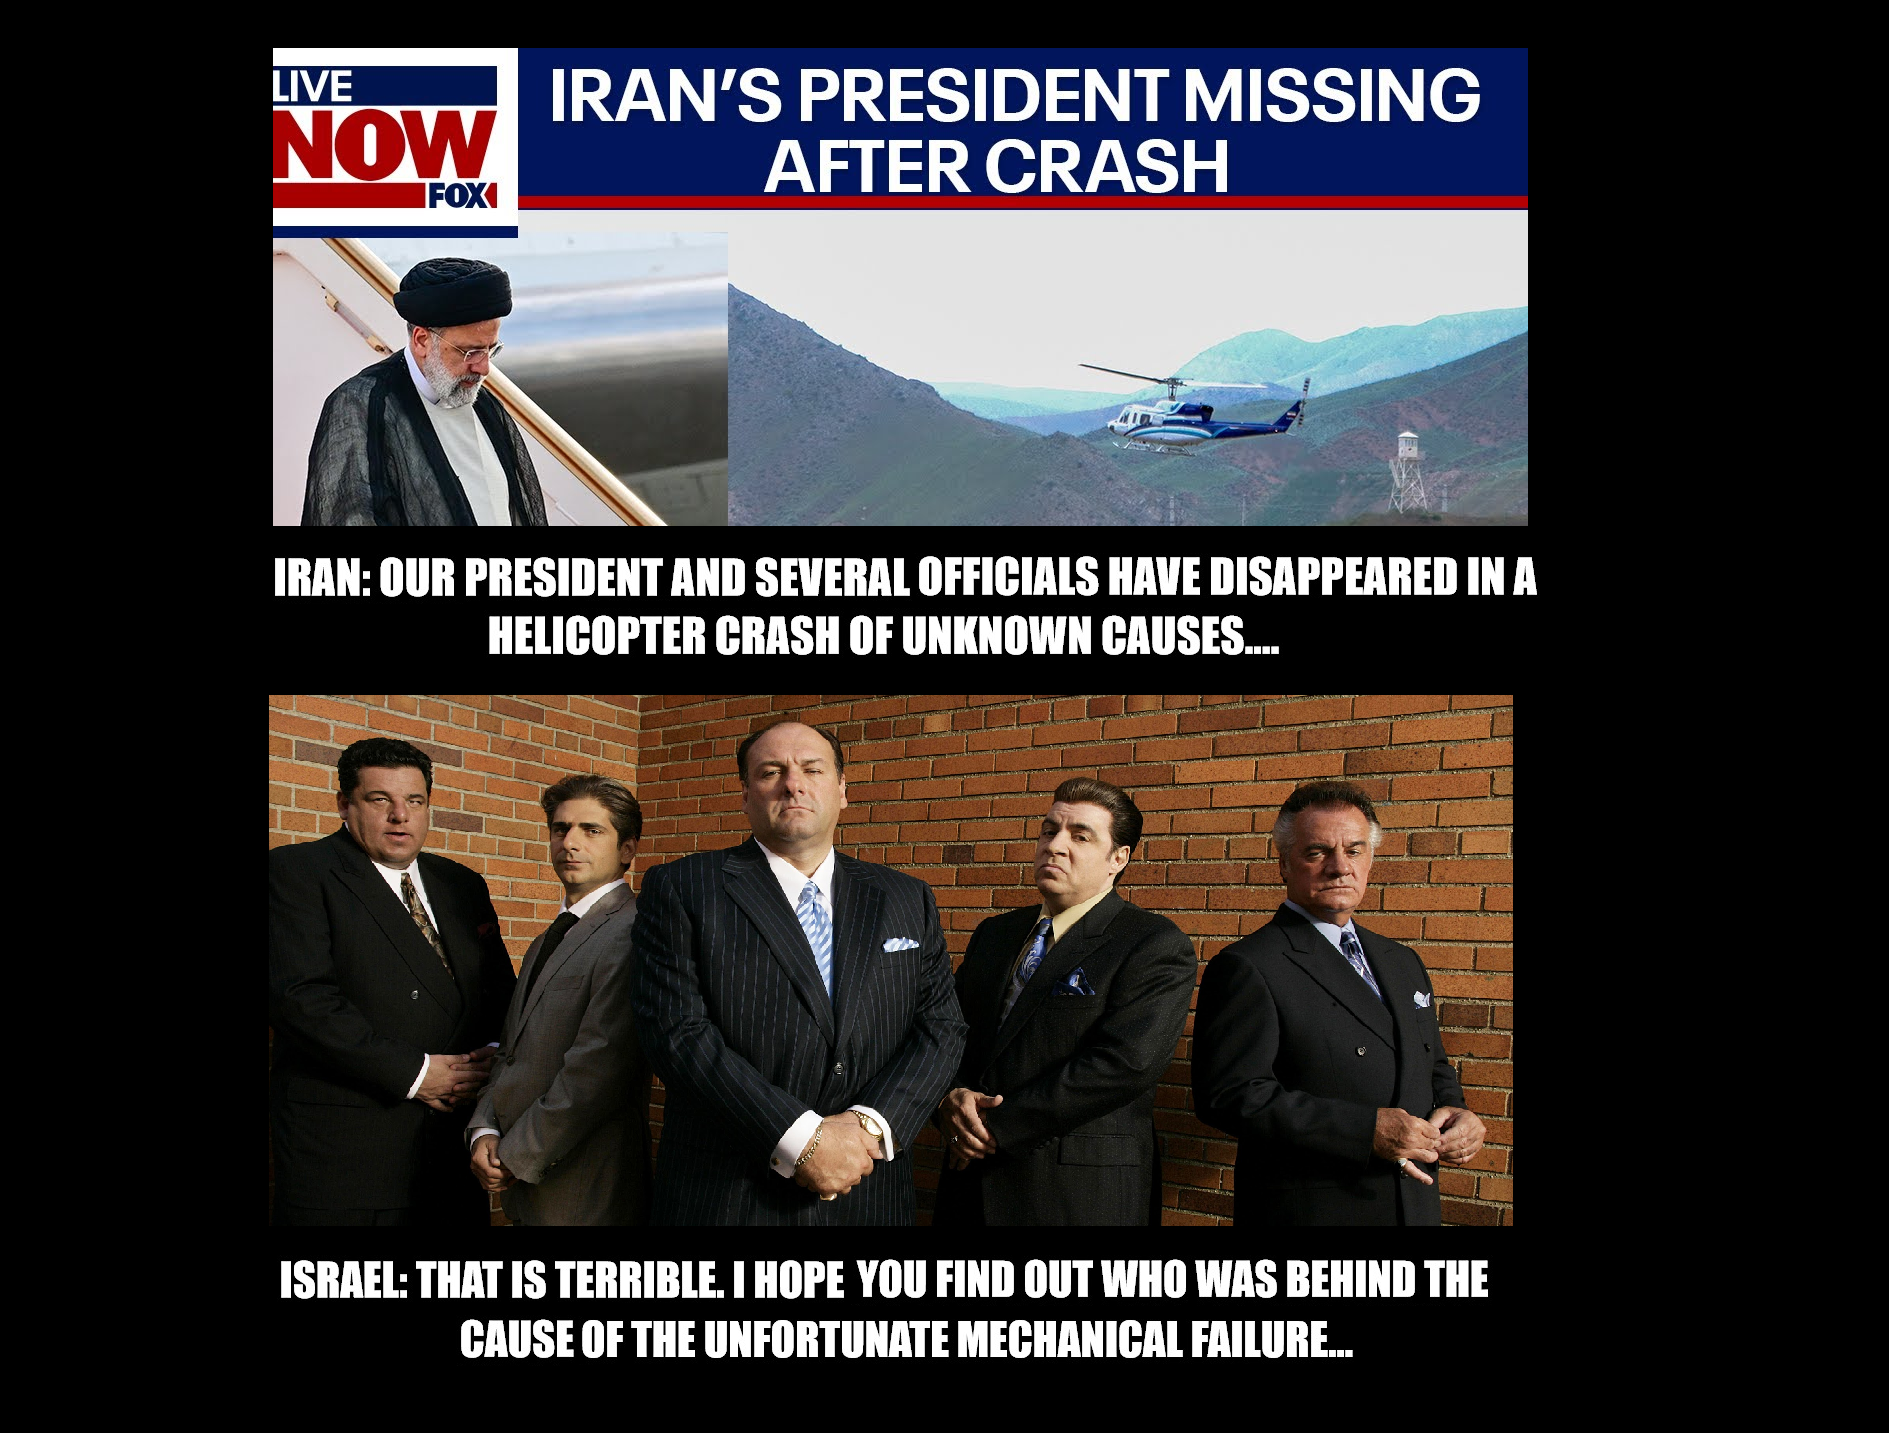 LIVE
NOW
FOX
IRAN'S PRESIDENT MISSING
AFTER CRASH
IRAN: OUR PRESIDENT AND SEVERAL OFFICIALS HAVE DISAPPEARED IN A
HELICOPTER CRASH OF UNKNOWN CAUSES....
ISRAEL: THAT IS TERRIBLE. I HOPE YOU FIND OUT WHO WAS BEHIND THE
CAUSE OF THE UNFORTUNATE MECHANICAL FAILURE...